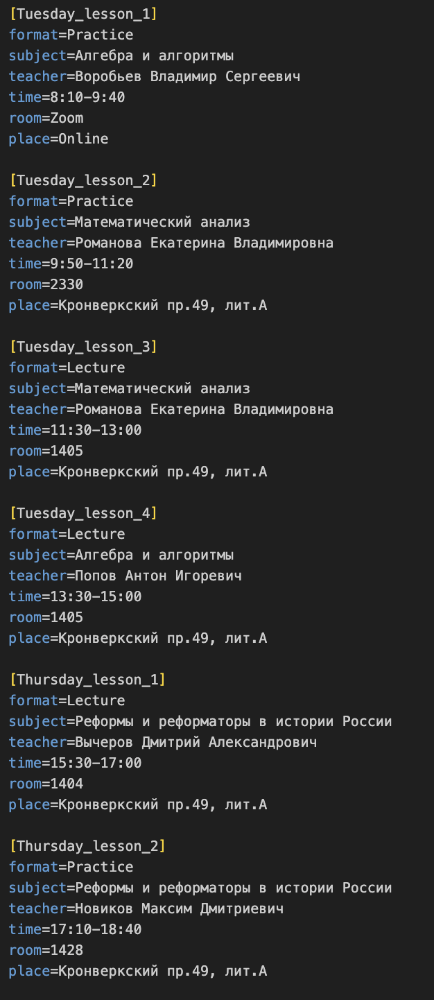 [Tuesday_lesson_1]
format=Practice
subject=Алгебра и алгоритмы
teacher=Воробьев Владимир Сергеевич
time=8:10-9:40
room=Zoom
place=Online

[Tuesday_lesson_2]
format=Practice
subject=Математический анализ
teacher=Романова Екатерина Владимировна
time=9:50-11:20
room=2330
place=Кронверкский пр.49, лит.А

[Tuesday_lesson_3]
format=Lecture
subject=Математический анализ
teacher=Романова Екатерина Владимировна
time=11:30-13:00
room=1405
place=Кронверкский пр.49, лит.А

[Tuesday_lesson_4]
format=Lecture
subject=Алгебра и алгоритмы
teacher=Попов Антон Игоревич
time=13:30-15:00
room=1405
place=Кронверкский пр.49, лит.А

[Thursday_lesson_1]
format=Lecture
subject=Реформы и реформаторы в истории России
teacher=Вычеров Дмитрий Александрович
time=15:30-17:00
room=1404
place=Кронверкский пр.49, лит.А

[Thursday_lesson_2]
format=Practice
subject=Реформы и реформаторы в истории России
teacher=Новиков Максим Дмитриевич
time=17:10-18:40
room=1428
place=Кронверкский пр.49, лит.А